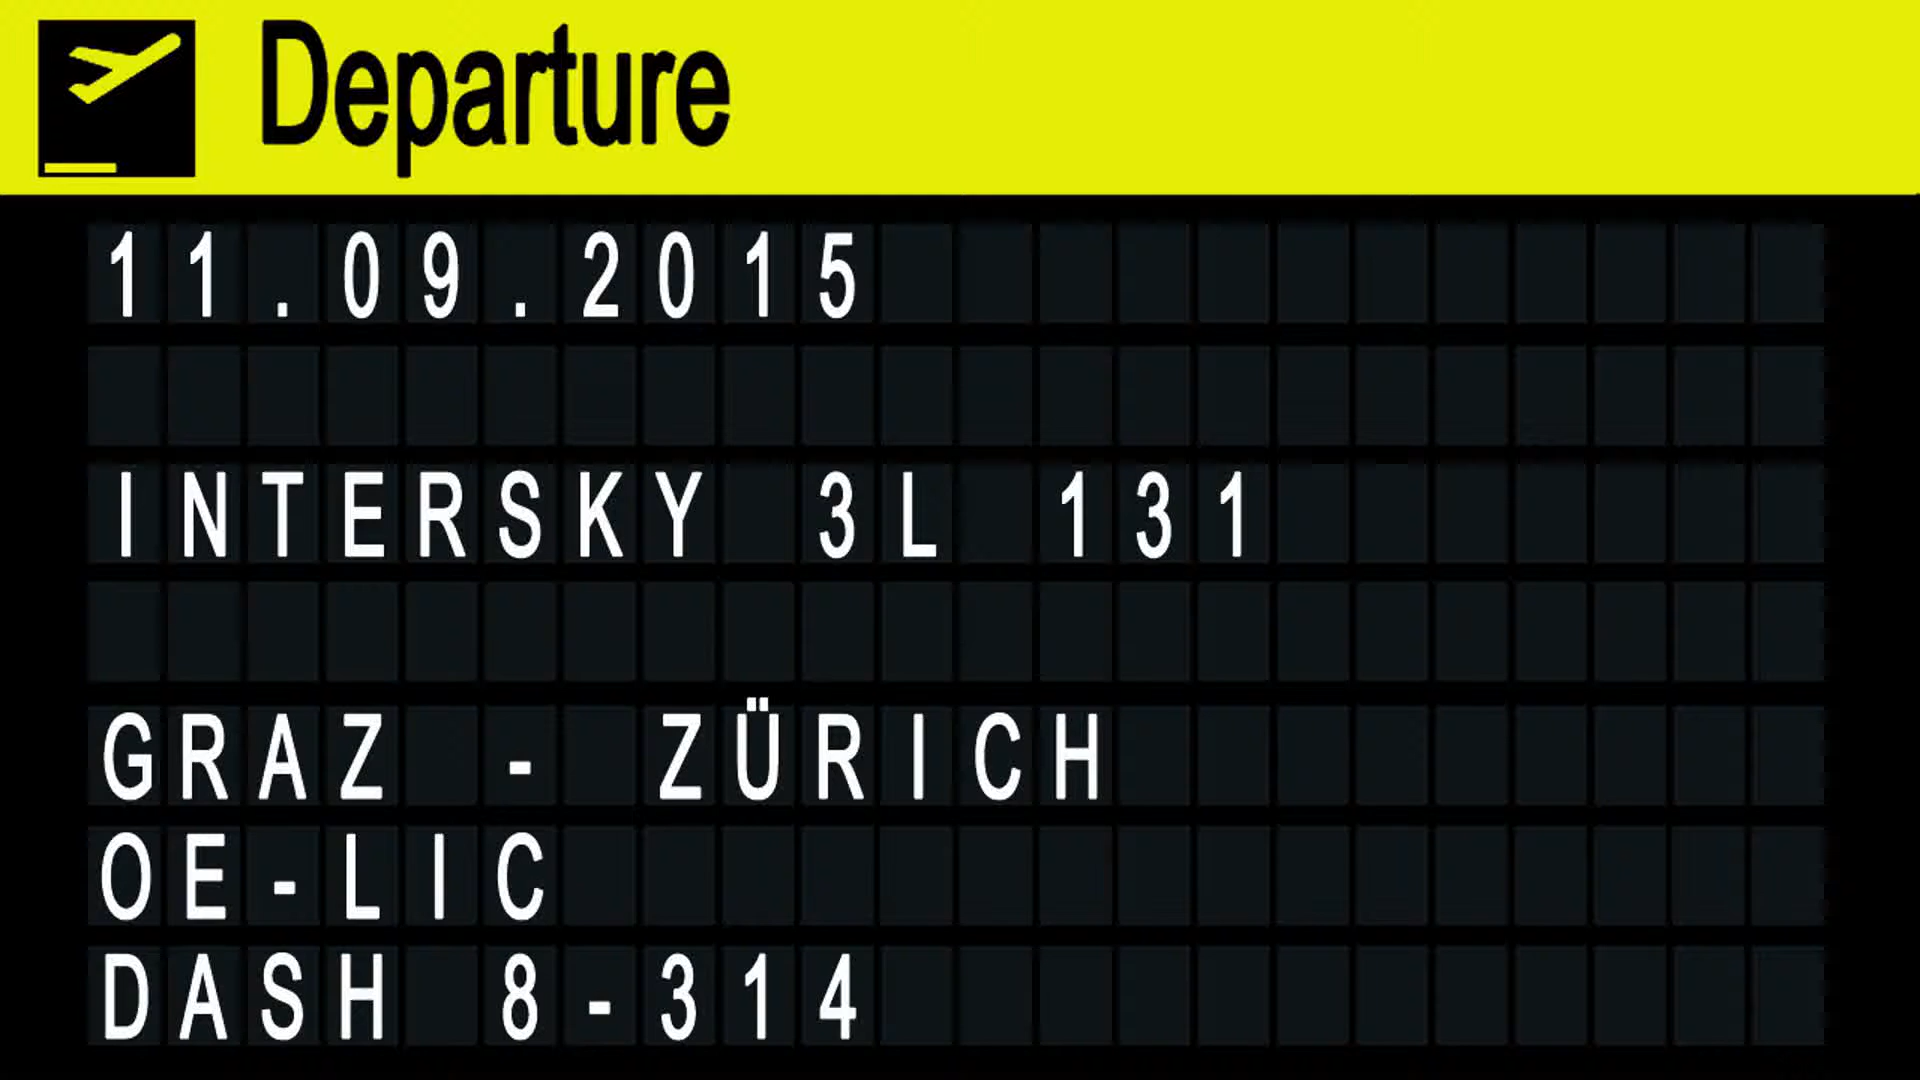 Departure
11.09.2015
INTERSKY 3L 131
GRAZ - ZÜRICH
OE-LIC
DASH 8-314